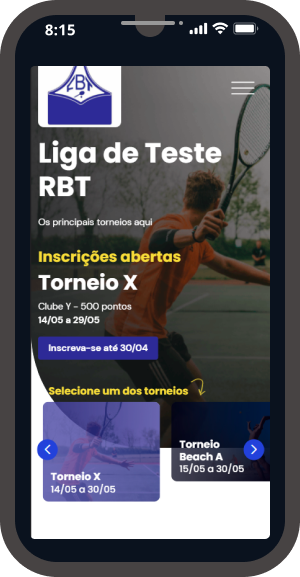 8:15
LBT
Liga de Teste
RBT
Os principais torneios aqui
Inscrições abertas
Torneio X
Clube Y - 500 pontos
14/05 a 29/05
Inscreva-se até 30/04
Selecione um dos torneios
Torneio X
14/05 a 30/05
Torneio
Beach A
15/05 a 30/05